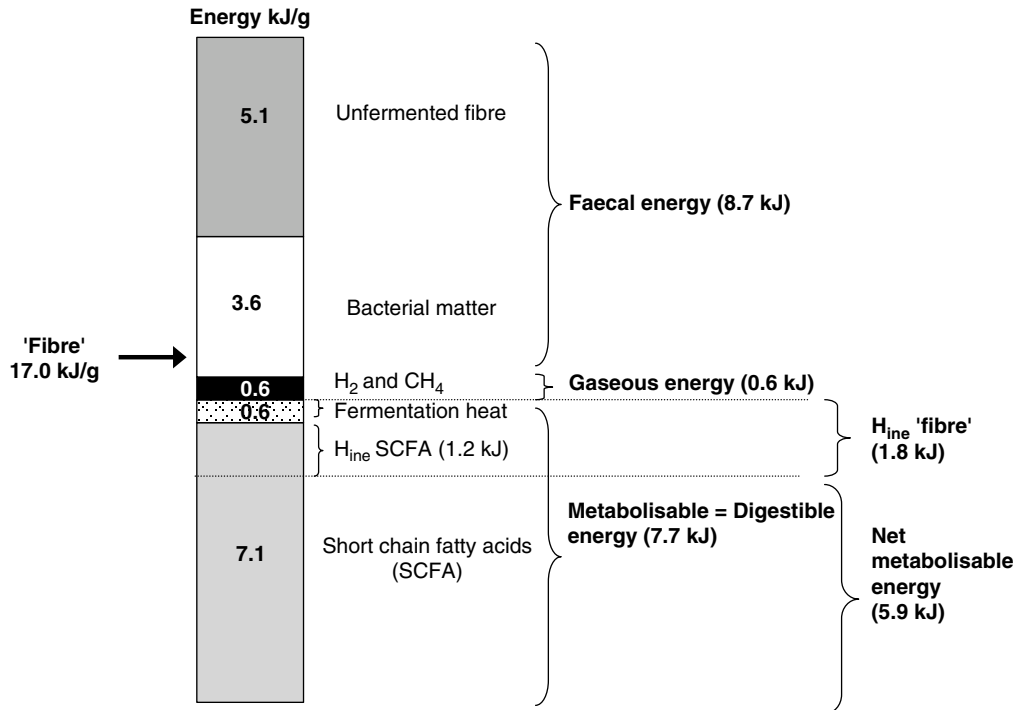 Energy kJ/g
5.1
Unfermented fibre
Faecal energy (8.7 kJ)
3.6
Bacterial matter
'Fibre'
17.0 kJ/g
0.6
H₂ and CH₄
Gaseous energy (0.6 kJ)
0.6
Fermentation heat
H_ine SCFA (1.2 kJ)
H_ine 'fibre'
(1.8 kJ)
Metabolisable = Digestible
energy (7.7 kJ)
7.1
Short chain fatty acids
(SCFA)
Net
metabolisable
energy
(5.9 kJ)